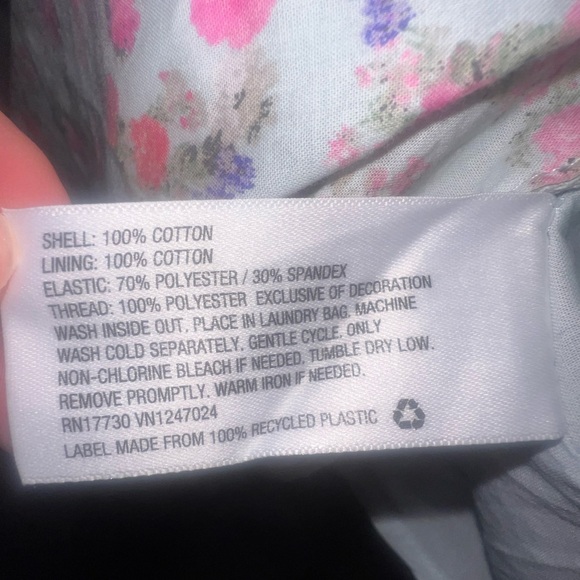 SHELL: 100% COTTON
LINING: 100% COTTON
ELASTIC: 70% POLYESTER / 30% SPANDEX
THREAD: 100% POLYESTER EXCLUSIVE OF DECORATION
WASH INSIDE OUT. PLACE IN LAUNDRY BAG. MACHINE
WASH COLD SEPARATELY. GENTLE CYCLE. ONLY
NON-CHLORINE BLEACH IF NEEDED. TUMBLE DRY LOW.
REMOVE PROMPTLY. WARM IRON IF NEEDED.
RN17730 VN1247024
LABEL MADE FROM 100% RECYCLED PLASTIC